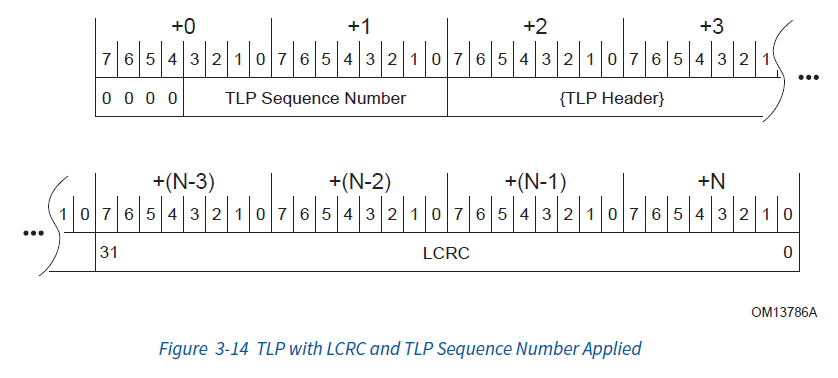 +0 +1 +2 +3
7 6 5 4 3 2 1 0 7 6 5 4 3 2 1 0 7 6 5 4 3 2 1 0 7 6 5 4 3 2 1
•••
0 0 0 0 TLP Sequence Number {TLP Header}
+(N-3) +(N-2) +(N-1) +N
1 0 7 6 5 4 3 2 1 0 7 6 5 4 3 2 1 0 7 6 5 4 3 2 1 0 7 6 5 4 3 2 1 0
•••
31 LCRC 0
OM13786A
Figure 3-14 TLP with LCRC and TLP Sequence Number Applied